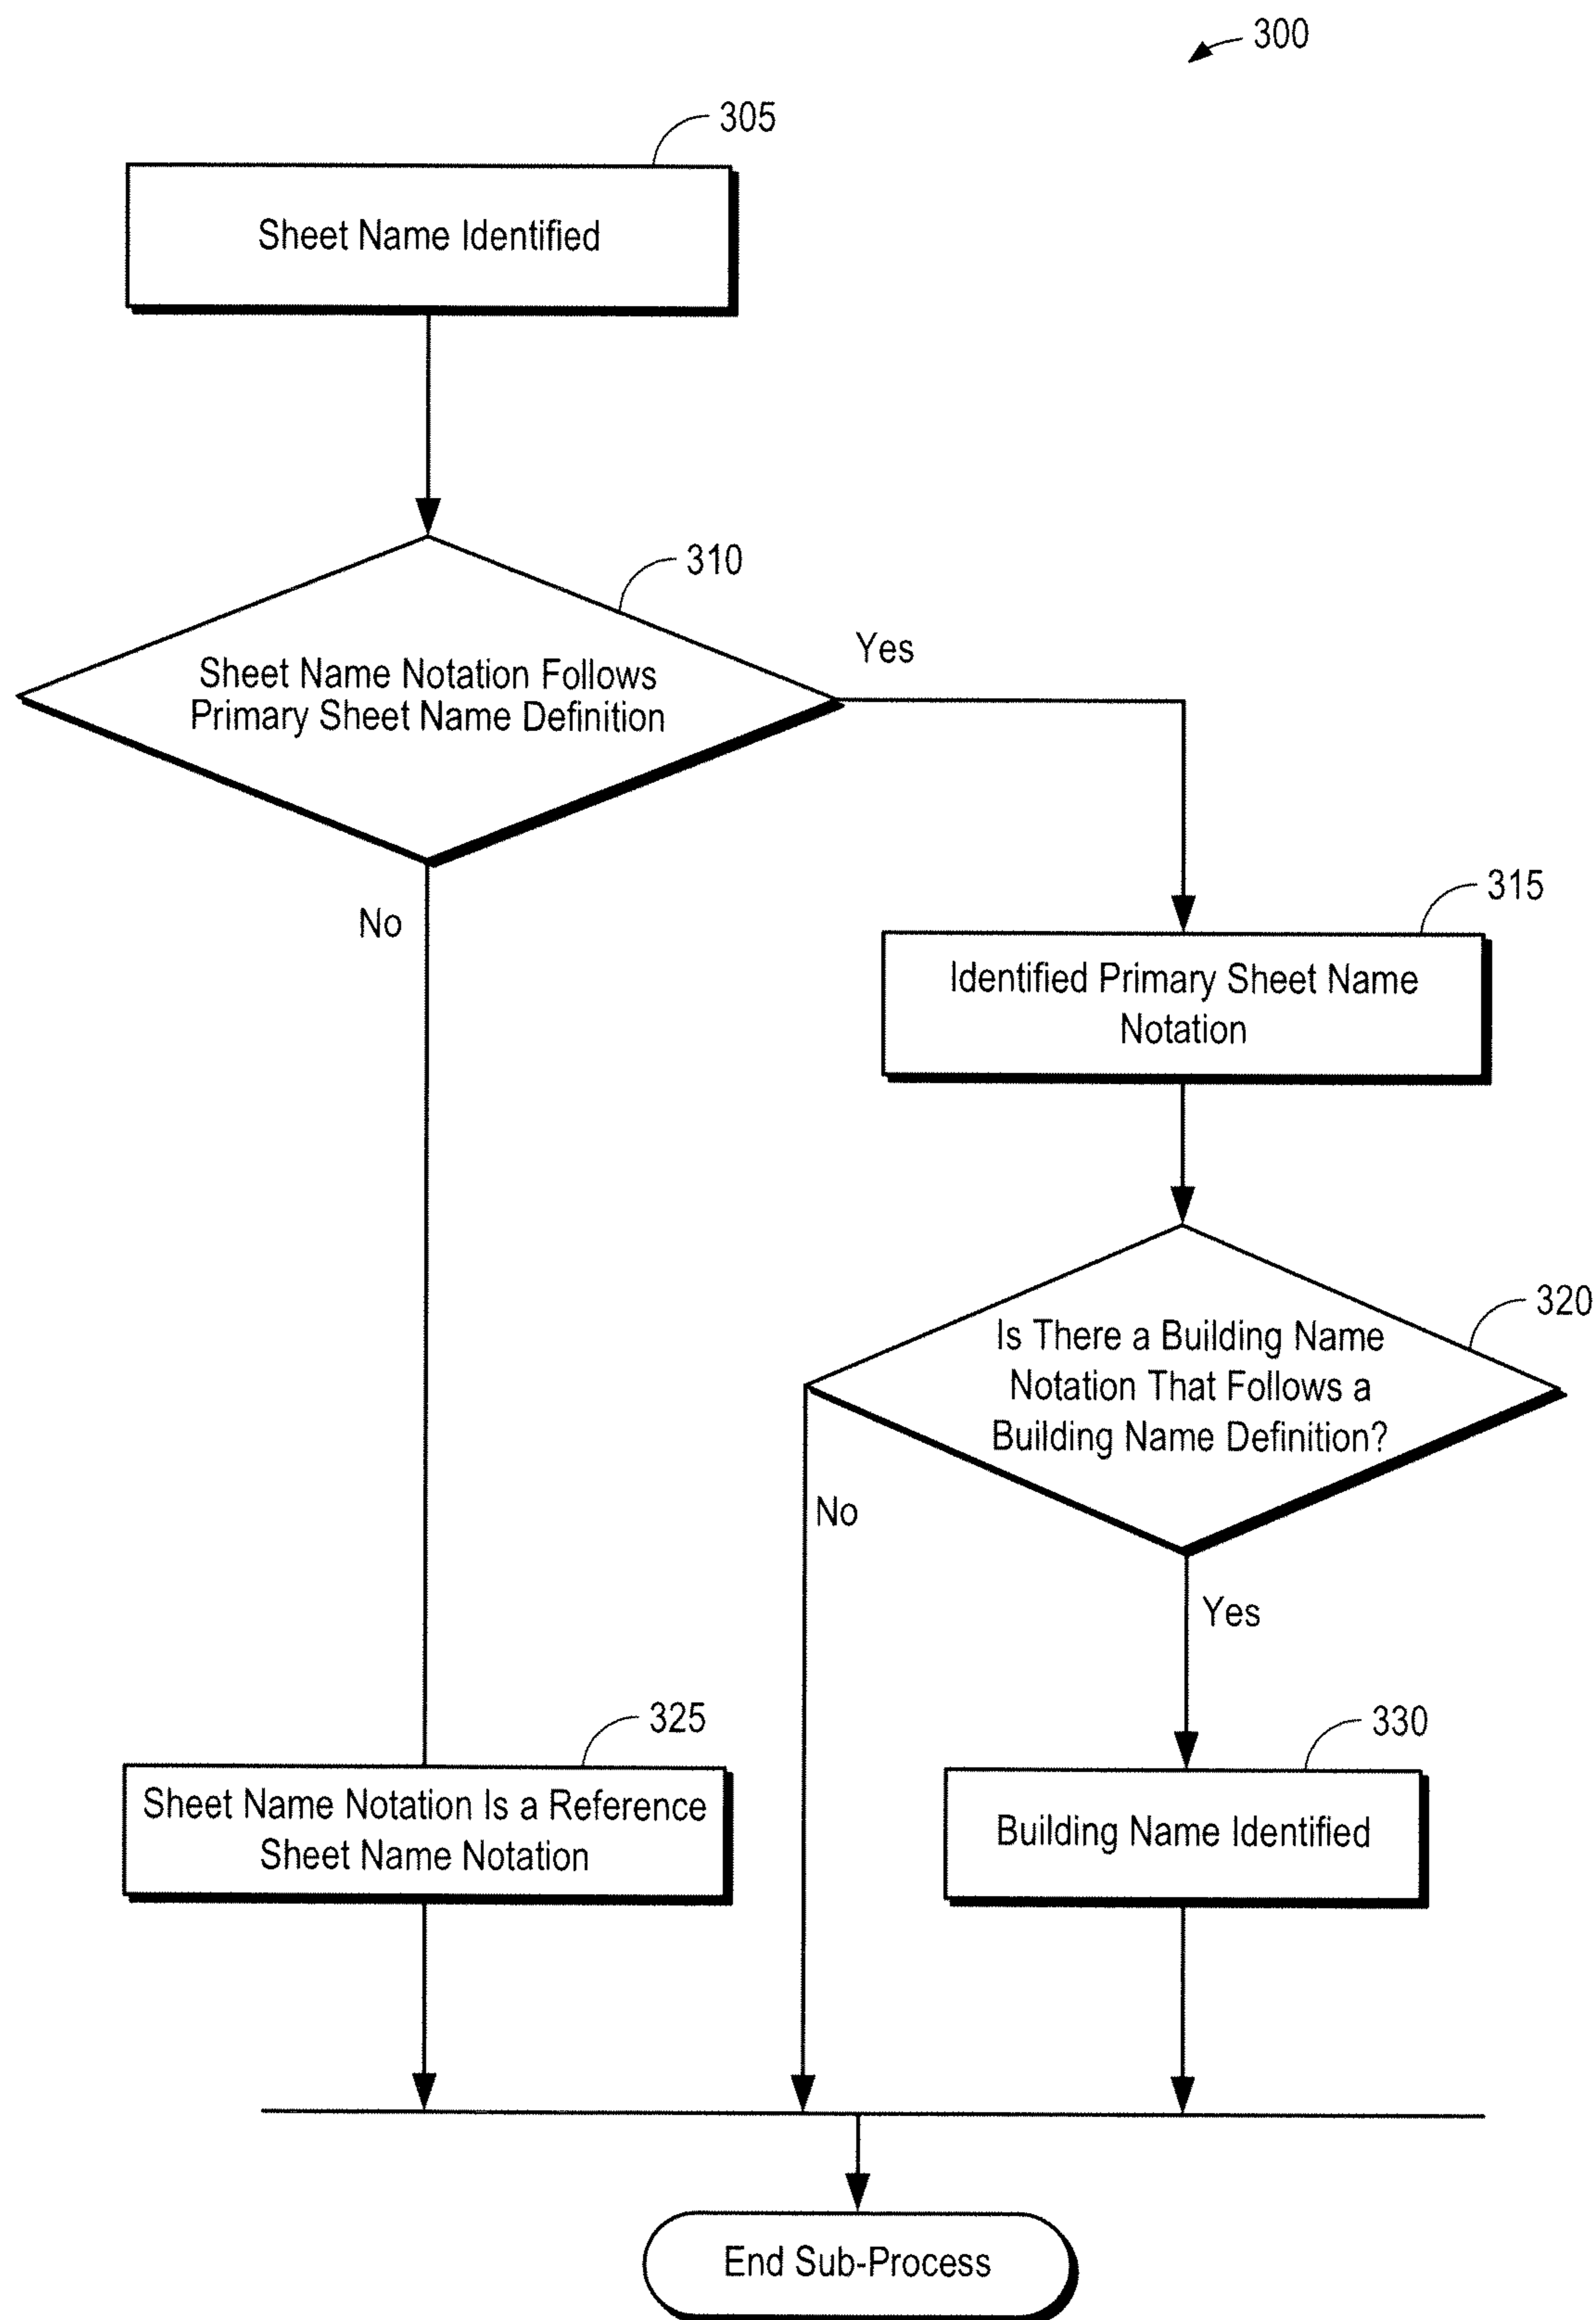 300
305
Sheet Name Identified
310
Sheet Name Notation Follows
Primary Sheet Name Definition
Yes
No
315
Identified Primary Sheet Name
Notation
320
Is There a Building Name
Notation That Follows a
Building Name Definition?
No
Yes
325
Sheet Name Notation Is a Reference
Sheet Name Notation
330
Building Name Identified
End Sub-Process